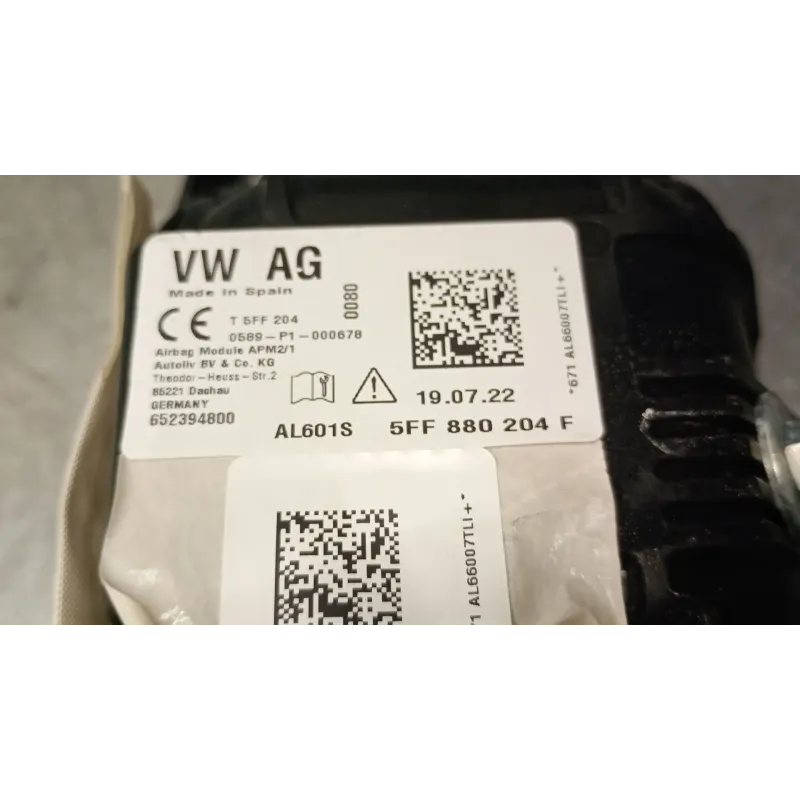 VW AG
Made in Spain
0080
CE T 5FF 204
0589-P1-000678
Airbag Module APM2/1
Autoliv BV & Co. KG
Theodor-Heuss-Str.2
85221 Dachau
GERMANY
652394800
19.07.22
AL601S 5FF 880 204 F
*671 AL66007TLI+*
71 AL66007TLI+*